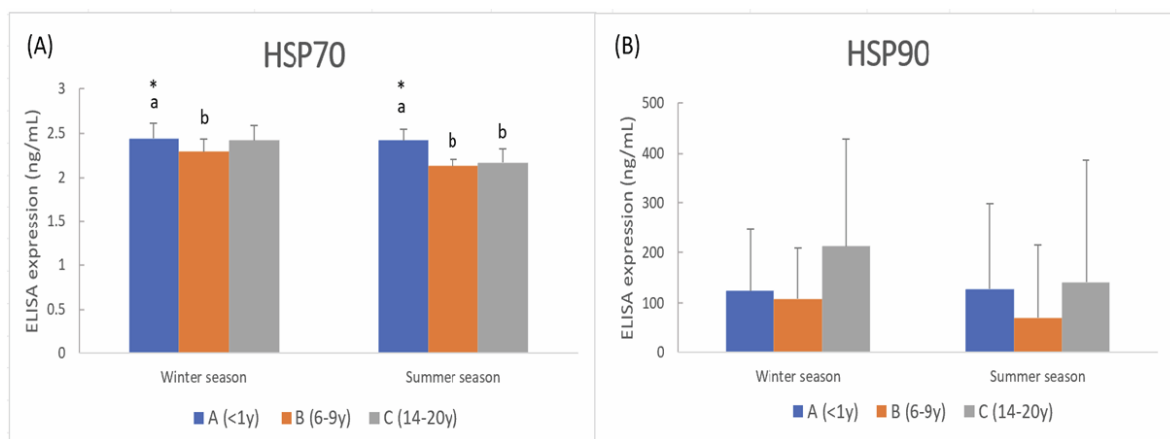 (A)
HSP70
ELISA expression (ng/mL)
3
2.5
2
1.5
1
0.5
0
*
a
b
*
a
b
b
Winter season
Summer season
A (<1y) B (6-9y) C (14-20y)
(B)
HSP90
ELISA expression (ng/mL)
500
400
300
200
100
0
Winter season
Summer season
A (<1y) B (6-9y) C (14-20y)